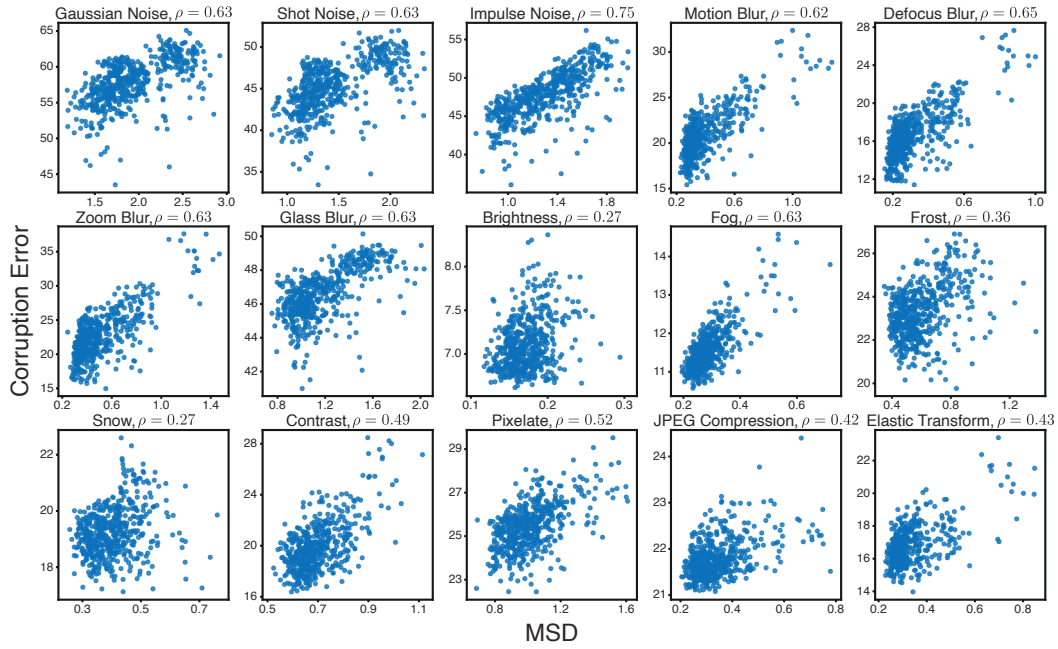 Gaussian Noise, ρ = 0.63 Shot Noise, ρ = 0.63 Impulse Noise, ρ = 0.75 Motion Blur, ρ = 0.62 Defocus Blur, ρ = 0.65
65 60 55 50 45
1.5 2.0 2.5 3.0
50 45 40 35
1.0 1.5 2.0
55 50 45 40
1.0 1.4 1.8
30 25 20 15
0.2 0.6 1.0
28 24 20 16 12
0.2 0.4 0.6 0.8 1.0
Zoom Blur, ρ = 0.63 Glass Blur, ρ = 0.63 Brightness, ρ = 0.27 Fog, ρ = 0.63 Frost, ρ = 0.36
35 30 25 20 15
0.2 0.6 1.0 1.4
50 48 46 44 42
0.8 1.2 1.6 2.0
8.0 7.5 7.0
0.1 0.2 0.3
14 13 12 11
0.2 0.4 0.6 0.8
26 24 22 20
0.4 0.8 1.2
Snow, ρ = 0.27 Contrast, ρ = 0.49 Pixelate, ρ = 0.52 JPEG Compression, ρ = 0.42 Elastic Transform, ρ = 0.43
22 20 18
0.3 0.5 0.7
28 26 24 22 20 18 16
0.5 0.7 0.9 1.1
29 27 25 23
0.8 1.2 1.6
24 23 22 21
0.2 0.4 0.6 0.8
22 20 18 16 14
0.2 0.4 0.6 0.8
Corruption Error
MSD